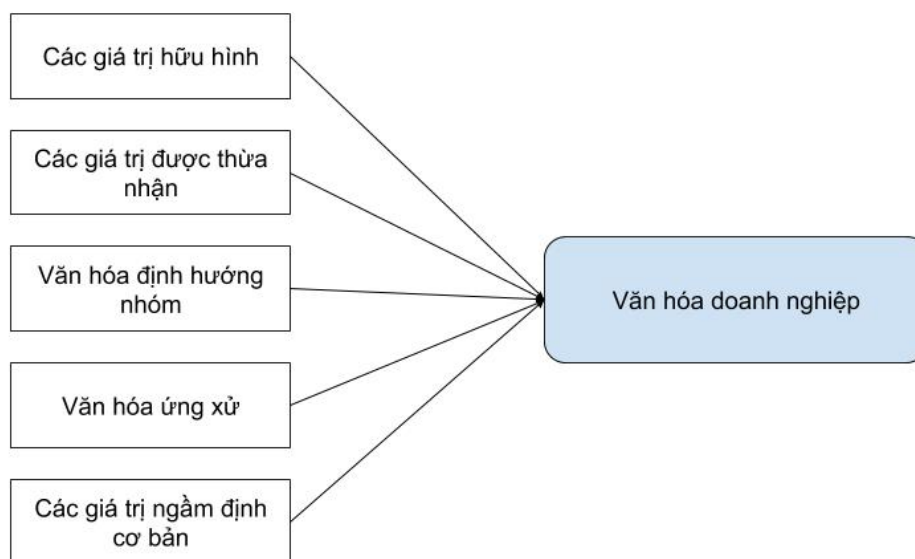 Các giá trị hữu hình
Các giá trị được thừa
nhận
Văn hóa định hướng
nhóm
Văn hóa doanh nghiệp
Văn hóa ứng xử
Các giá trị ngầm định
cơ bản